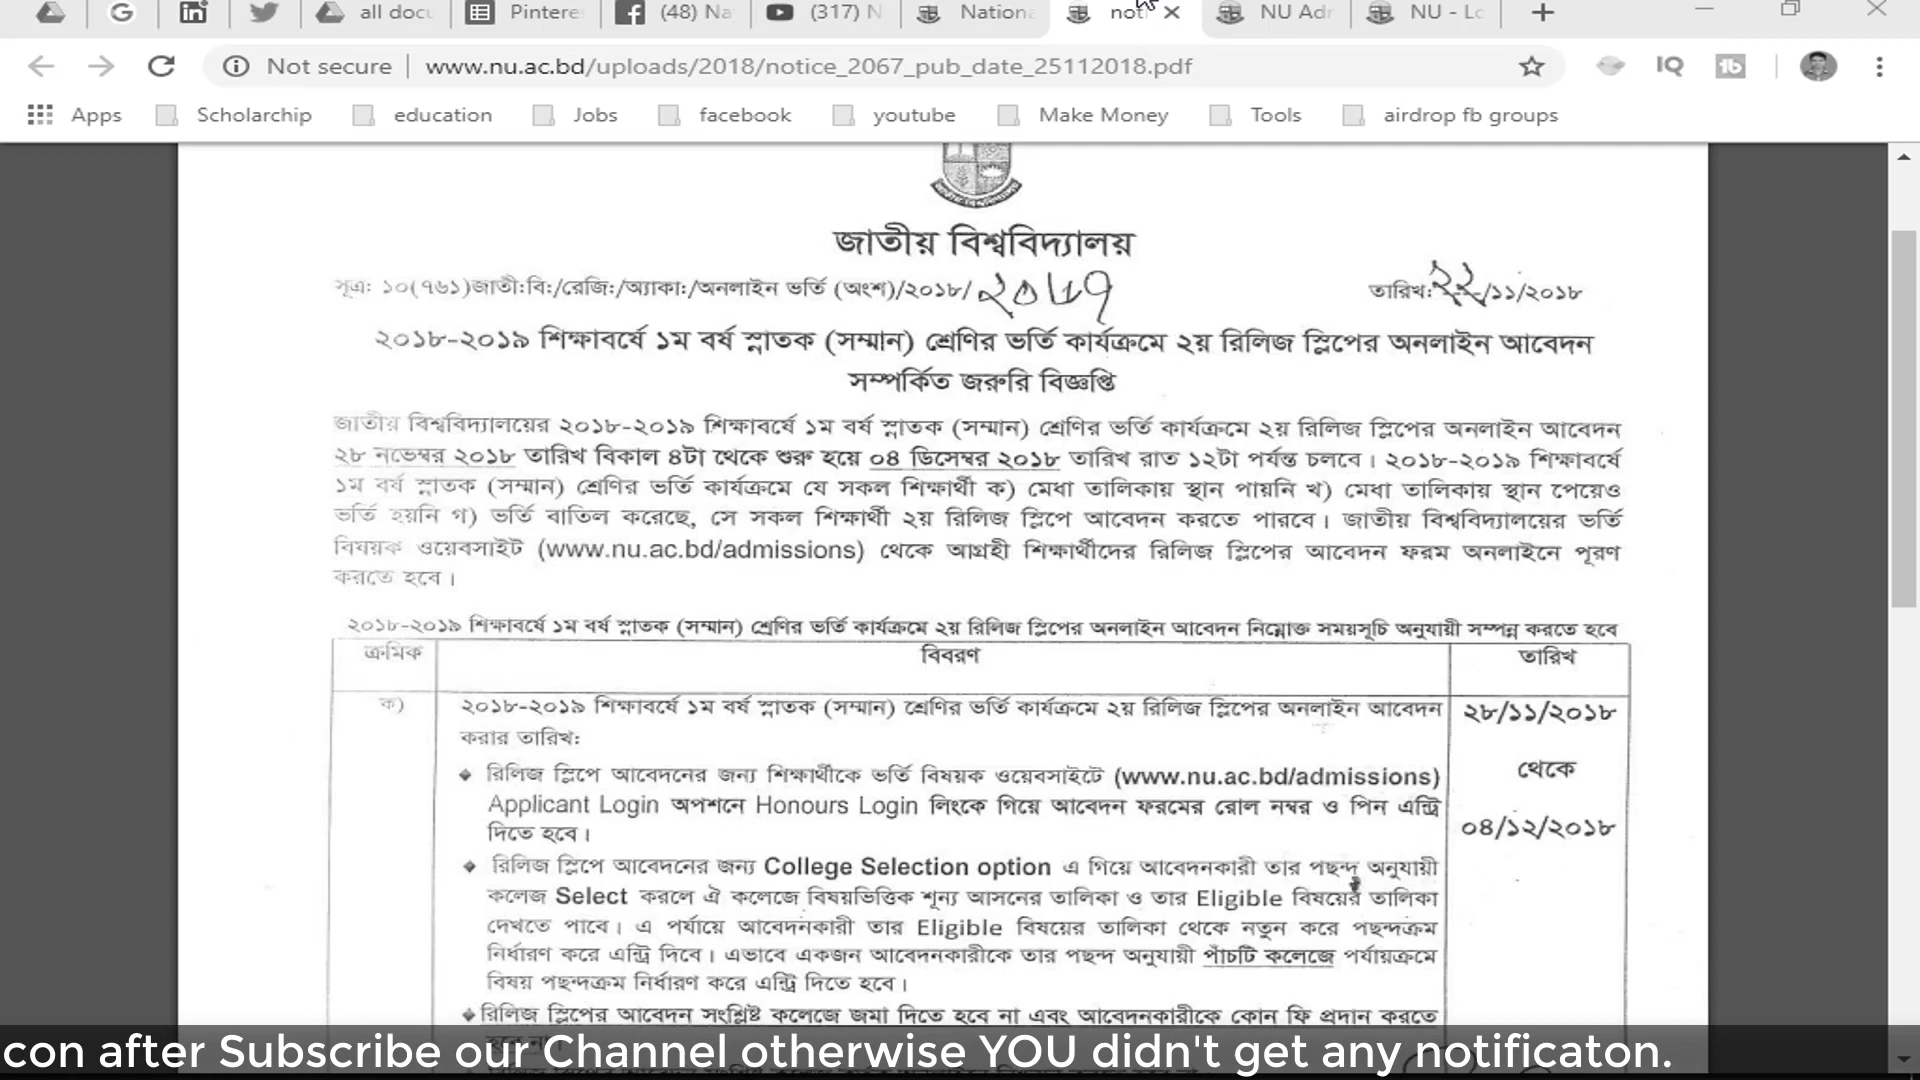 all docu
Pinteres
(48) Na
(317) N
Nationa
noti
NU Adr
NU - Lo
Not secure
www.nu.ac.bd/uploads/2018/notice_2067_pub_date_25112018.pdf
Apps
Scholarchip
education
Jobs
facebook
youtube
Make Money
Tools
airdrop fb groups
জাতীয় বিশ্ববিদ্যালয়
সূত্র: ১০(৭৬১)জাতী:বি:/রেজি:/অ্যাকা:/অনলাইন ভর্তি (অংশ)/২০১৮/
তারিখ: ২২/১১/২০১৮
২০১৮-২০১৯ শিক্ষাবর্ষে ১ম বর্ষ স্নাতক (সম্মান) শ্রেণির ভর্তি কার্যক্রমে ২য় রিলিজ স্লিপের অনলাইন আবেদন
সম্পর্কিত জরুরি বিজ্ঞপ্তি
জাতীয় বিশ্ববিদ্যালয়ের ২০১৮-২০১৯ শিক্ষাবর্ষে ১ম বর্ষ স্নাতক (সম্মান) শ্রেণির ভর্তি কার্যক্রমে ২য় রিলিজ স্লিপের অনলাইন আবেদন
২৮ নভেম্বর ২০১৮ তারিখ বিকাল ৪টা থেকে শুরু হয়ে ০৪ ডিসেম্বর ২০১৮ তারিখ রাত ১২টা পর্যন্ত চলবে। ২০১৮-২০১৯ শিক্ষাবর্ষে
১ম বর্ষ স্নাতক (সম্মান) শ্রেণির ভর্তি কার্যক্রমে যে সকল শিক্ষার্থী ক) মেধা তালিকায় স্থান পায়নি খ) মেধা তালিকায় স্থান পেয়েও
ভর্তি হয়নি গ) ভর্তি বাতিল করেছে, সে সকল শিক্ষার্থী ২য় রিলিজ স্লিপে আবেদন করতে পারবে। জাতীয় বিশ্ববিদ্যালয়ের ভর্তি
বিষয়ক ওয়েবসাইট (www.nu.ac.bd/admissions) থেকে আগ্রহী শিক্ষার্থীদের রিলিজ স্লিপের আবেদন ফরম অনলাইনে পূরণ
করতে হবে।
২০১৮-২০১৯ শিক্ষাবর্ষে ১ম বর্ষ স্নাতক (সম্মান) শ্রেণির ভর্তি কার্যক্রমে ২য় রিলিজ স্লিপের অনলাইন আবেদন নিম্নোক্ত সময়সূচি অনুযায়ী সম্পন্ন করতে হবে
ক্রমিক বিবরণ তারিখ
ক) ২০১৮-২০১৯ শিক্ষাবর্ষে ১ম বর্ষ স্নাতক (সম্মান) শ্রেণির ভর্তি কার্যক্রমে ২য় রিলিজ স্লিপের অনলাইন আবেদন ২৮/১১/২০১৮
করার তারিখ:
থেকে
রিলিজ স্লিপে আবেদনের জন্য শিক্ষার্থীকে ভর্তি বিষয়ক ওয়েবসাইটে (www.nu.ac.bd/admissions)
Applicant Login অপশনে Honours Login লিংকে গিয়ে আবেদন ফরমের রোল নম্বর ও পিন এন্ট্রি
০৪/১২/২০১৮
দিতে হবে।
রিলিজ স্লিপে আবেদনের জন্য College Selection option এ গিয়ে আবেদনকারী তার পছন্দ অনুযায়ী
কলেজ Select করলে ঐ কলেজে বিষয়ভিত্তিক শূন্য আসনের তালিকা ও তার Eligible বিষয়ের তালিকা
দেখতে পাবে। এ পর্যায়ে আবেদনকারী তার Eligible বিষয়ের তালিকা থেকে নতুন করে পছন্দক্রম
নির্ধারণ করে এন্ট্রি দিবে। এভাবে একজন আবেদনকারীকে তার পছন্দ অনুযায়ী পাঁচটি কলেজে পর্যায়ক্রমে
বিষয় পছন্দক্রম নির্ধারণ করে এন্ট্রি দিতে হবে।
রিলিজ স্লিপের আবেদন সংশ্লিষ্ট কলেজে জমা দিতে হবে না এবং আবেদনকারীকে কোন ফি প্রদান করতে
con after Subscribe our Channel otherwise YOU didn't get any notificaton.